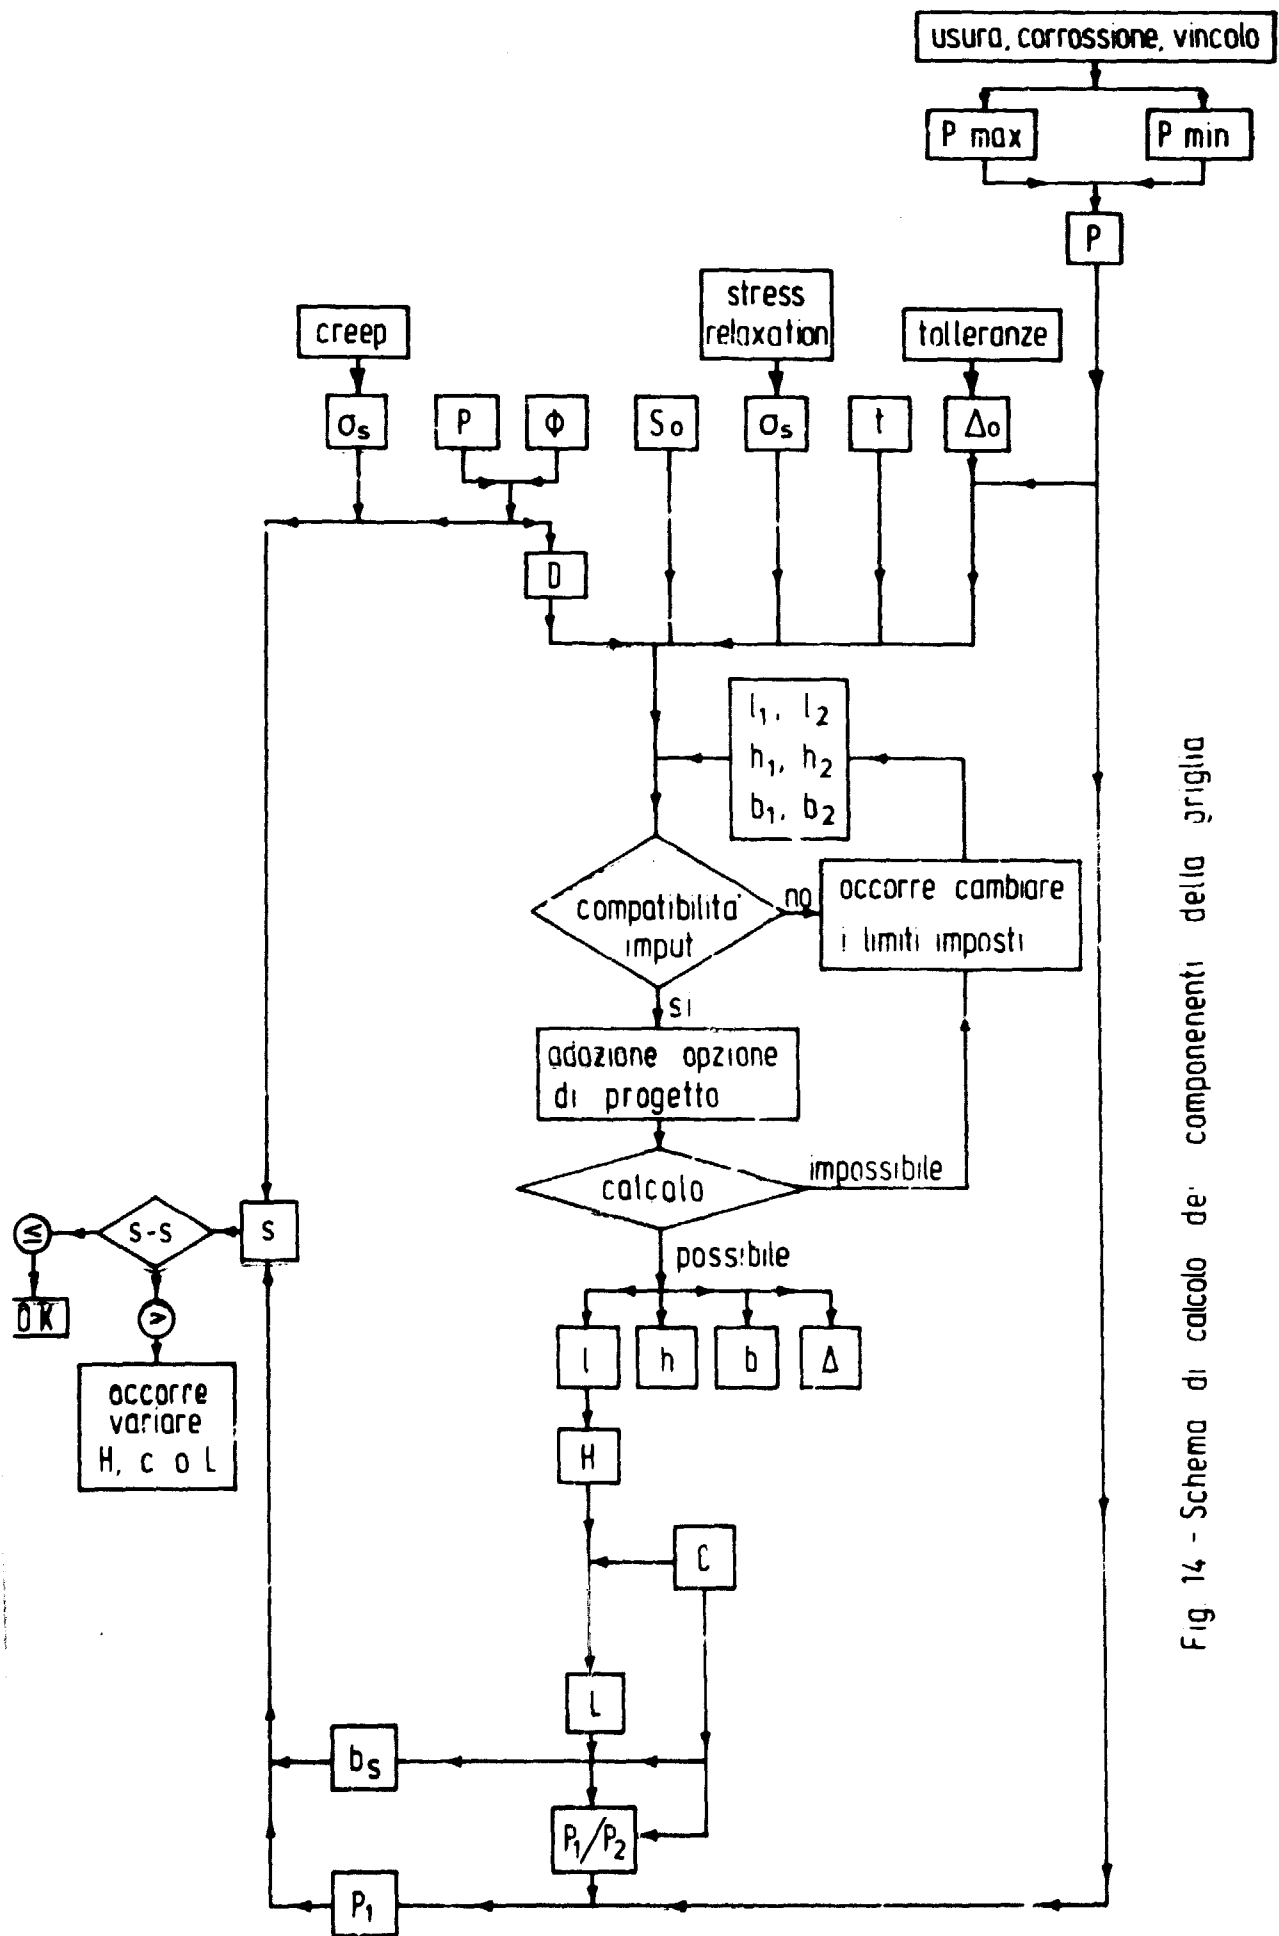 usura, corrossione, vincolo
P max
P min
P
stress
relaxation
creep
tolleranze
σs
P
Φ
So
σs
t
Δo
D
l1, l2
h1, h2
b1, b2
compatibilita'
imput
no
occorre cambiare
i limiti imposti
si
adozione opzione
di progetto
calcolo
impossibile
possibile
≤
s-s
s
OK
>
occorre
variare
H, c o L
l
h
b
Δ
H
C
L
bs
P1/P2
P1
Fig 14 - Schema di calcolo de' componenenti della griglia